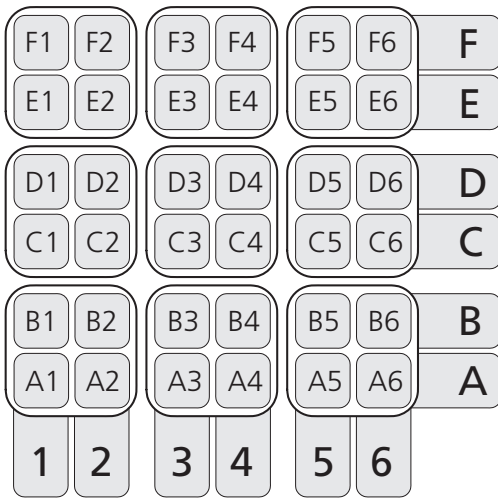 F1 F2 F3 F4 F5 F6 F
E1 E2 E3 E4 E5 E6 E
D1 D2 D3 D4 D5 D6 D
C1 C2 C3 C4 C5 C6 C
B1 B2 B3 B4 B5 B6 B
A1 A2 A3 A4 A5 A6 A
1 2 3 4 5 6